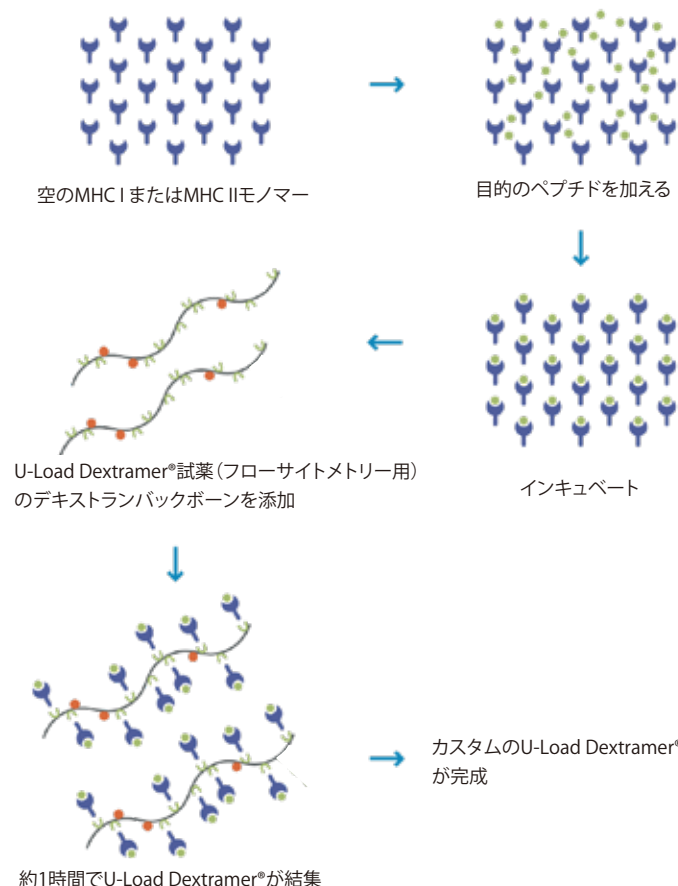 空のMHC I またはMHC IIモノマー
目的のペプチドを加える
インキュベート
U-Load Dextramer®試薬（フローサイトメトリー用）
のデキストランバックボーンを添加
約1時間でU-Load Dextramer®が結集
カスタムのU-Load Dextramer®
が完成